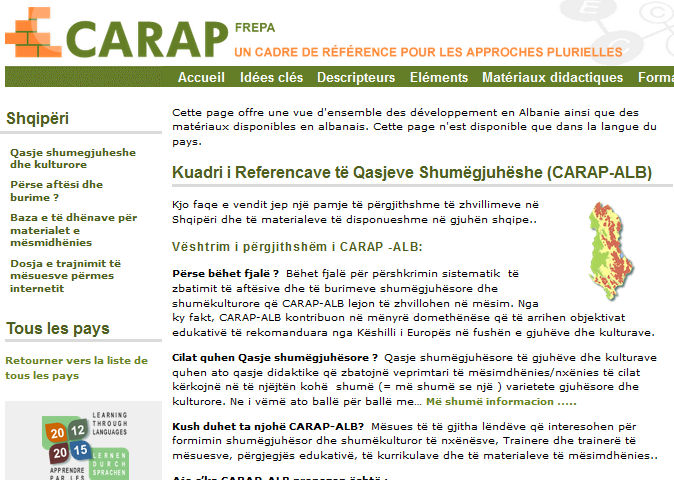 CARAP FREPA
UN CADRE DE RÉFÉRENCE POUR LES APPROCHES PLURIELLES
Accueil Idées clés Descripteurs Eléments Matériaux didactiques Forma
Shqipëri
Qasje shumegjuheshe
dhe kulturore
Përse aftësi dhe
burime ?
Baza e të dhënave për
materialet e
mësimdhënies
Dosja e trajnimit të
mësuesve përmes
internetit
Tous les pays
Retourner vers la liste de
tous les pays
LEARNING
THROUGH
LANGUAGES
20 12
20 15
LERNEN
DURCH
SPRACHEN
APPRENDRE
PAR LES
Cette page offre une vue d'ensemble des développement en Albanie ainsi que des
matériaux disponibles en albanais. Cette page n'est disponible que dans la langue du
pays.
Kuadri i Referencave të Qasjeve Shumëgjuhëshe (CARAP-ALB)
Kjo faqe e vendit jep një pamje të përgjithshme të zhvillimeve në
Shqipëri dhe të materialeve të disponueshme në gjuhën shqipe..
Vështrim i përgjithshëm i CARAP -ALB:
Përse bëhet fjalë ? Bëhet fjalë për përshkrimin sistematik të
zbatimit të aftësive dhe të burimeve shumëgjuhësore dhe
shumëkulturore që CARAP-ALB lejon të zhvillohen në mësim. Nga
ky fakt, CARAP-ALB kontribuon në mënyrë domethënëse që të arrihen objektivat
edukativë të rekomanduara nga Këshilli i Europës në fushën e gjuhëve dhe kulturave.
Cilat quhen Qasje shumëgjuhësore ? Qasje shumëgjuhësore të gjuhëve dhe kulturave
quhen ato qasje didaktike që zbatojnë veprimtari të mësimdhënies/nxënies të cilat
kërkojnë në të njëjtën kohë shumë (= më shumë se një ) varietete gjuhësore dhe
kulturore. Ne i vëmë ato ballë për ballë me... Më shumë informacion .....
Kush duhet ta njohë CARAP-ALB? Mësues të të gjitha lëndëve që interesohen për
formimin shumëgjuhësor dhe shumëkulturor të nxënësve, Trainere dhe trainerë të
mësuesve, përgjegjës edukativë, të kurrikulave dhe të materialeve të mësimdhënies..